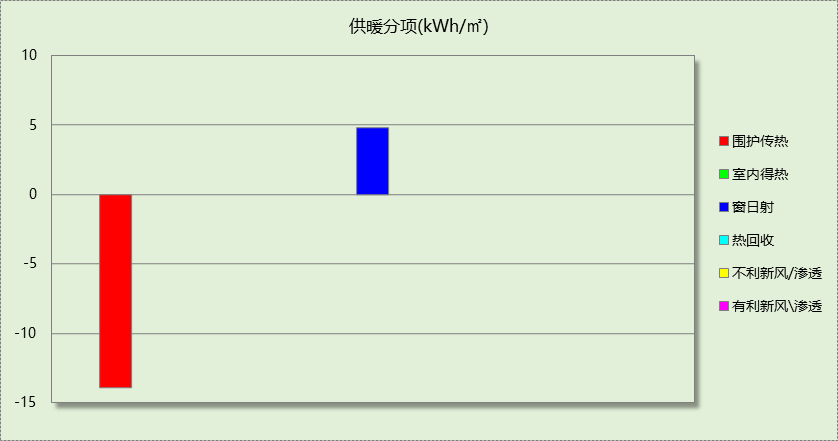 供暖分项(kWh/㎡)
10
5
0
-5
-10
-15
围护传热
室内得热
窗日射
热回收
不利新风/渗透
有利新风\渗透